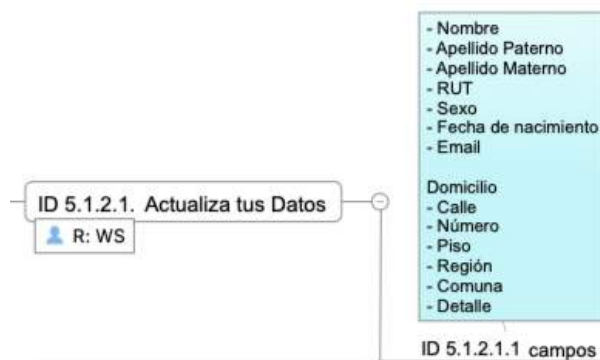 - Nombre
- Apellido Paterno
- Apellido Materno
- RUT
- Sexo
- Fecha de nacimiento
- Email
Domicilio
- Calle
- Número
- Piso
- Región
- Comuna
- Detalle
ID 5.1.2.1. Actualiza tus Datos
R: WS
ID 5.1.2.1.1 campos